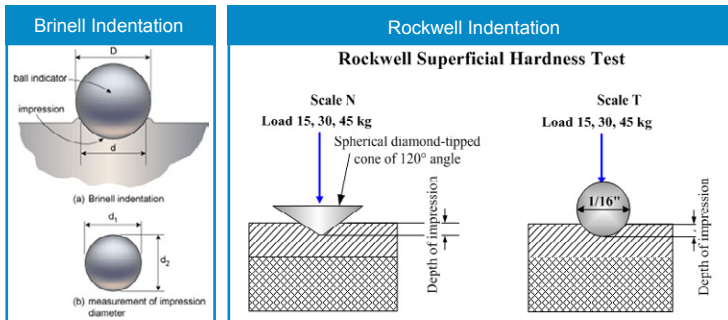 Brinell Indentation
D
ball indicator
impression
d
(a) Brinell indentation
d1
d2
(b) measurement of impression
diameter
Rockwell Indentation
Rockwell Superficial Hardness Test
Scale N
Load 15, 30, 45 kg
Spherical diamond-tipped
cone of 120° angle
Depth of impression
Scale T
Load 15, 30, 45 kg
1/16"
Depth of impression